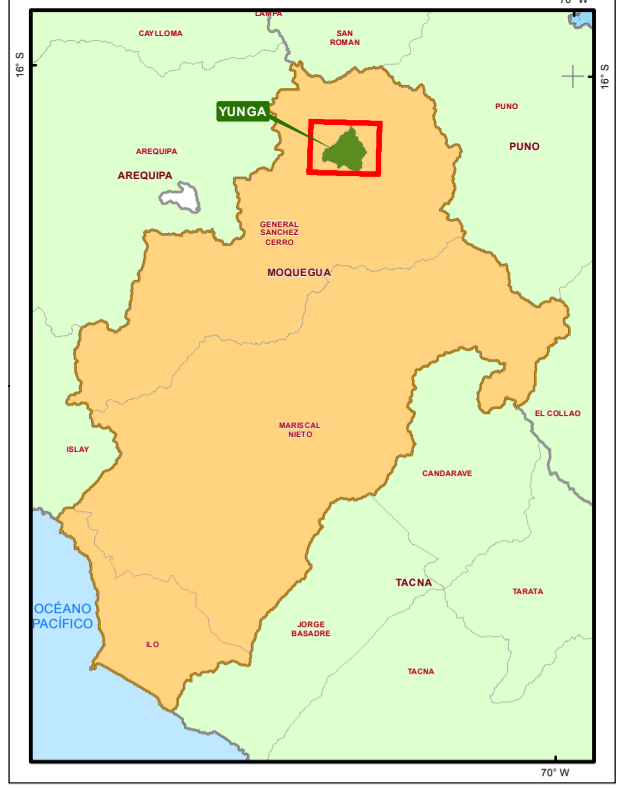 70° W
LAMPA
CAYLLOMA
SAN
ROMAN
16° S
16° S
PUNO
YUNGA
PUNO
AREQUIPA
AREQUIPA
GENERAL
SANCHEZ
CERRO
MOQUEGUA
EL COLLAO
MARISCAL
NIETO
ISLAY
CANDARAVE
TACNA
TARATA
OCÉANO
PACÍFICO
JORGE
BASADRE
ILO
TACNA
70° W